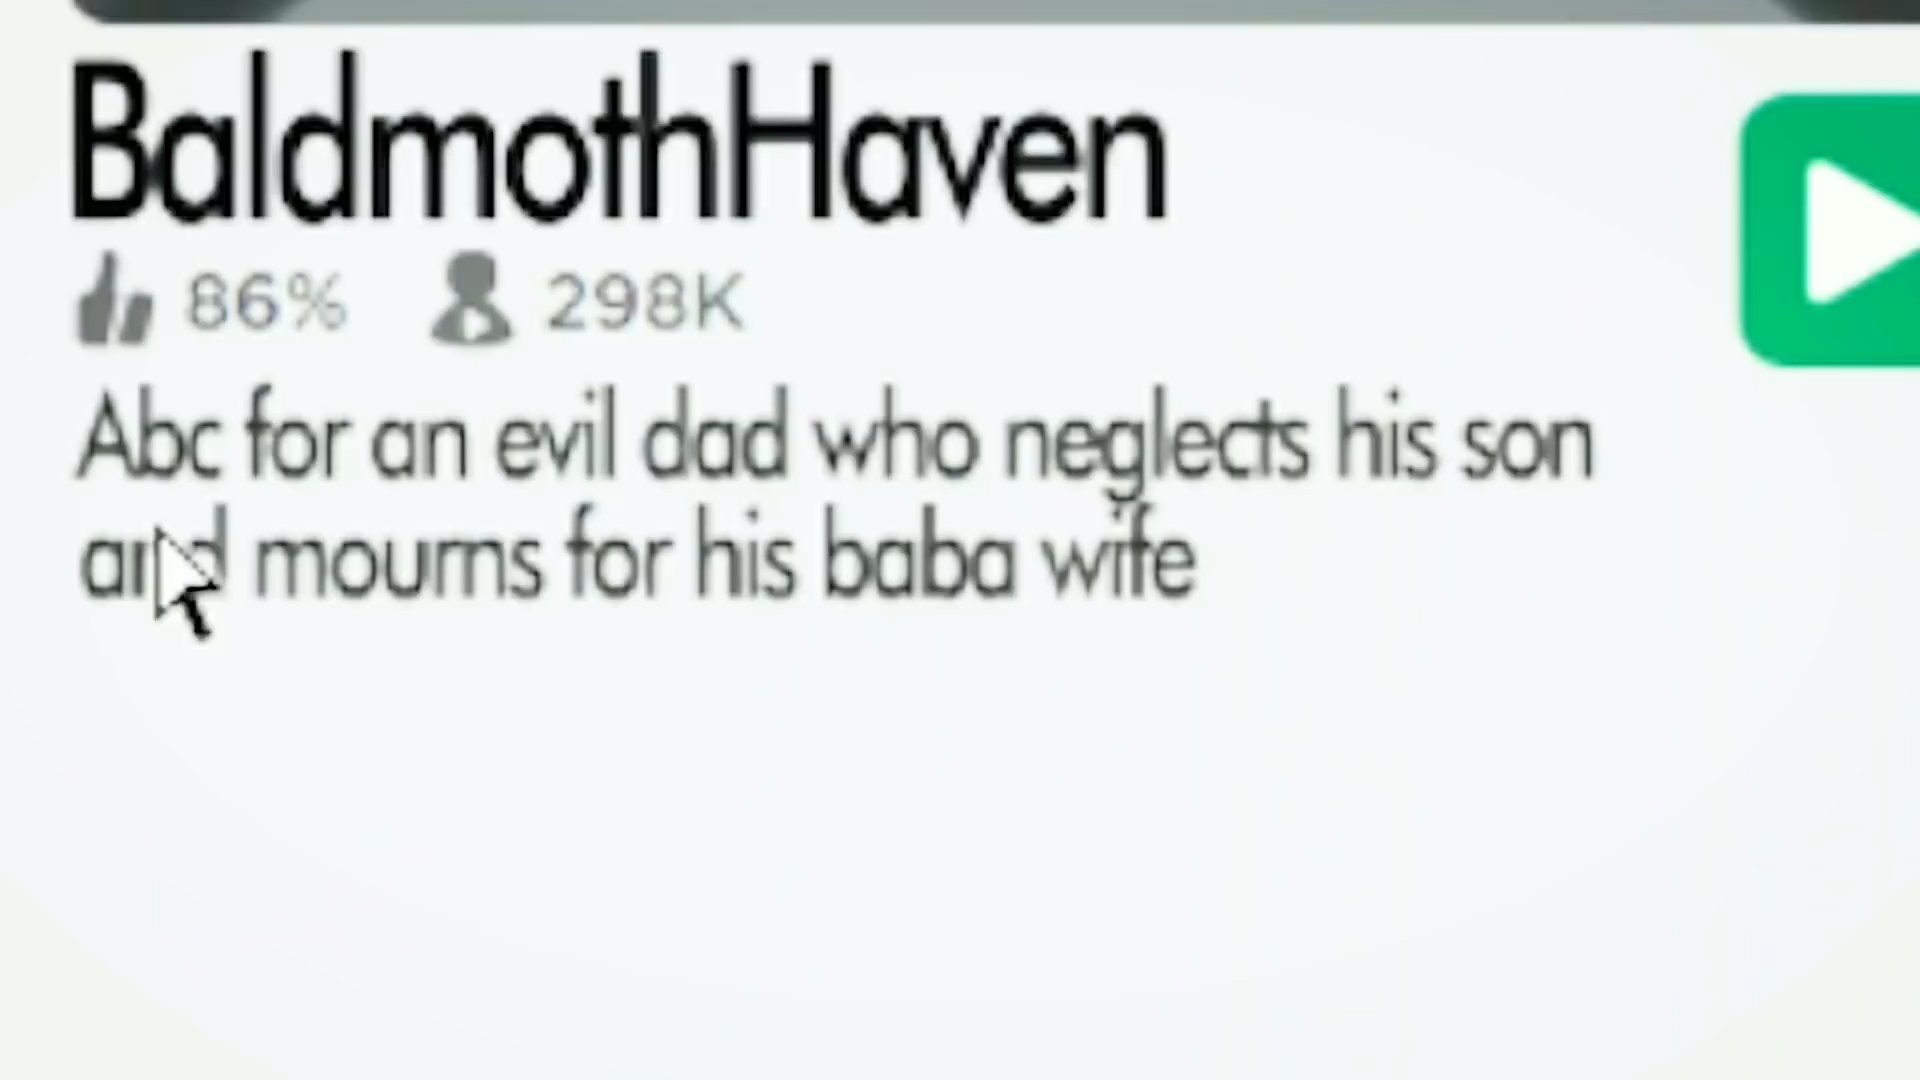 BaldmothHaven
86% 298K
Abc for an evil dad who neglects his son
and mourns for his baba wife